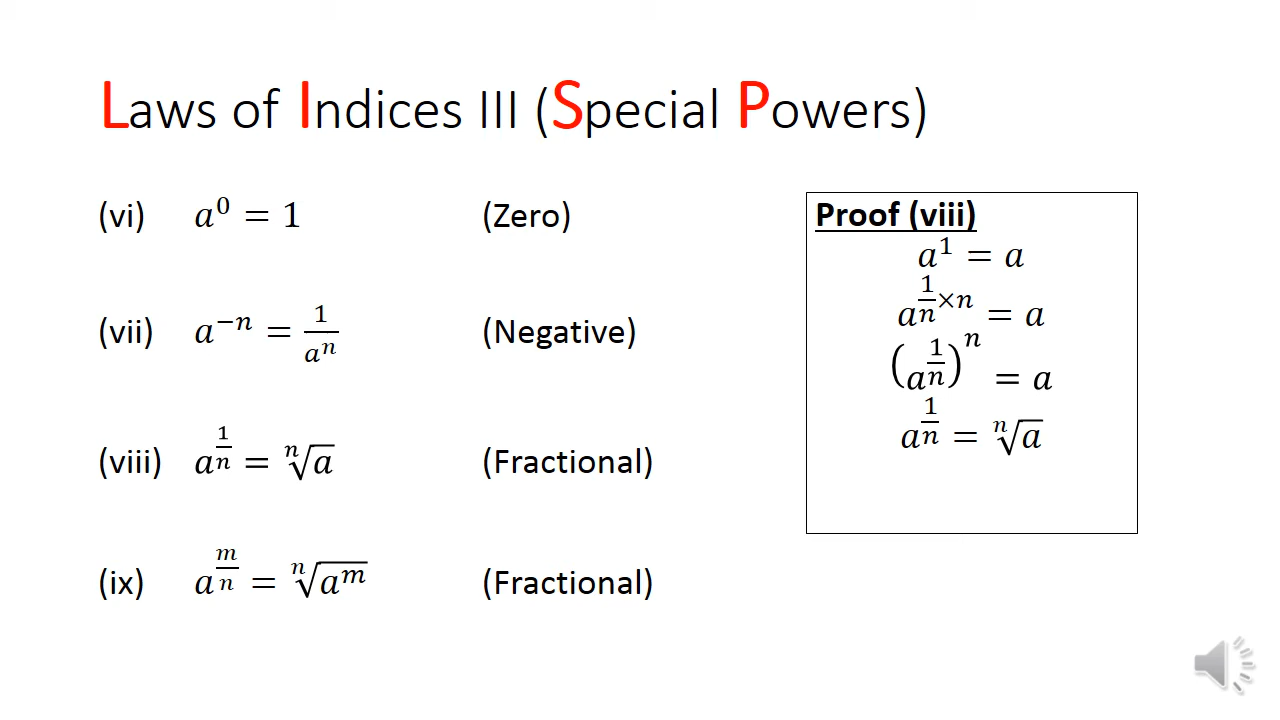 Laws of Indices III (Special Powers)
(vi) a⁰ = 1 (Zero)
(vii) a⁻ⁿ = 1/aⁿ (Negative)
(viii) a^(1/n) = ⁿ√a (Fractional)
(ix) a^(m/n) = ⁿ√(aᵐ) (Fractional)
Proof (viii)
a¹ = a
a^(1/n × n) = a
(a^(1/n))ⁿ = a
a^(1/n) = ⁿ√a